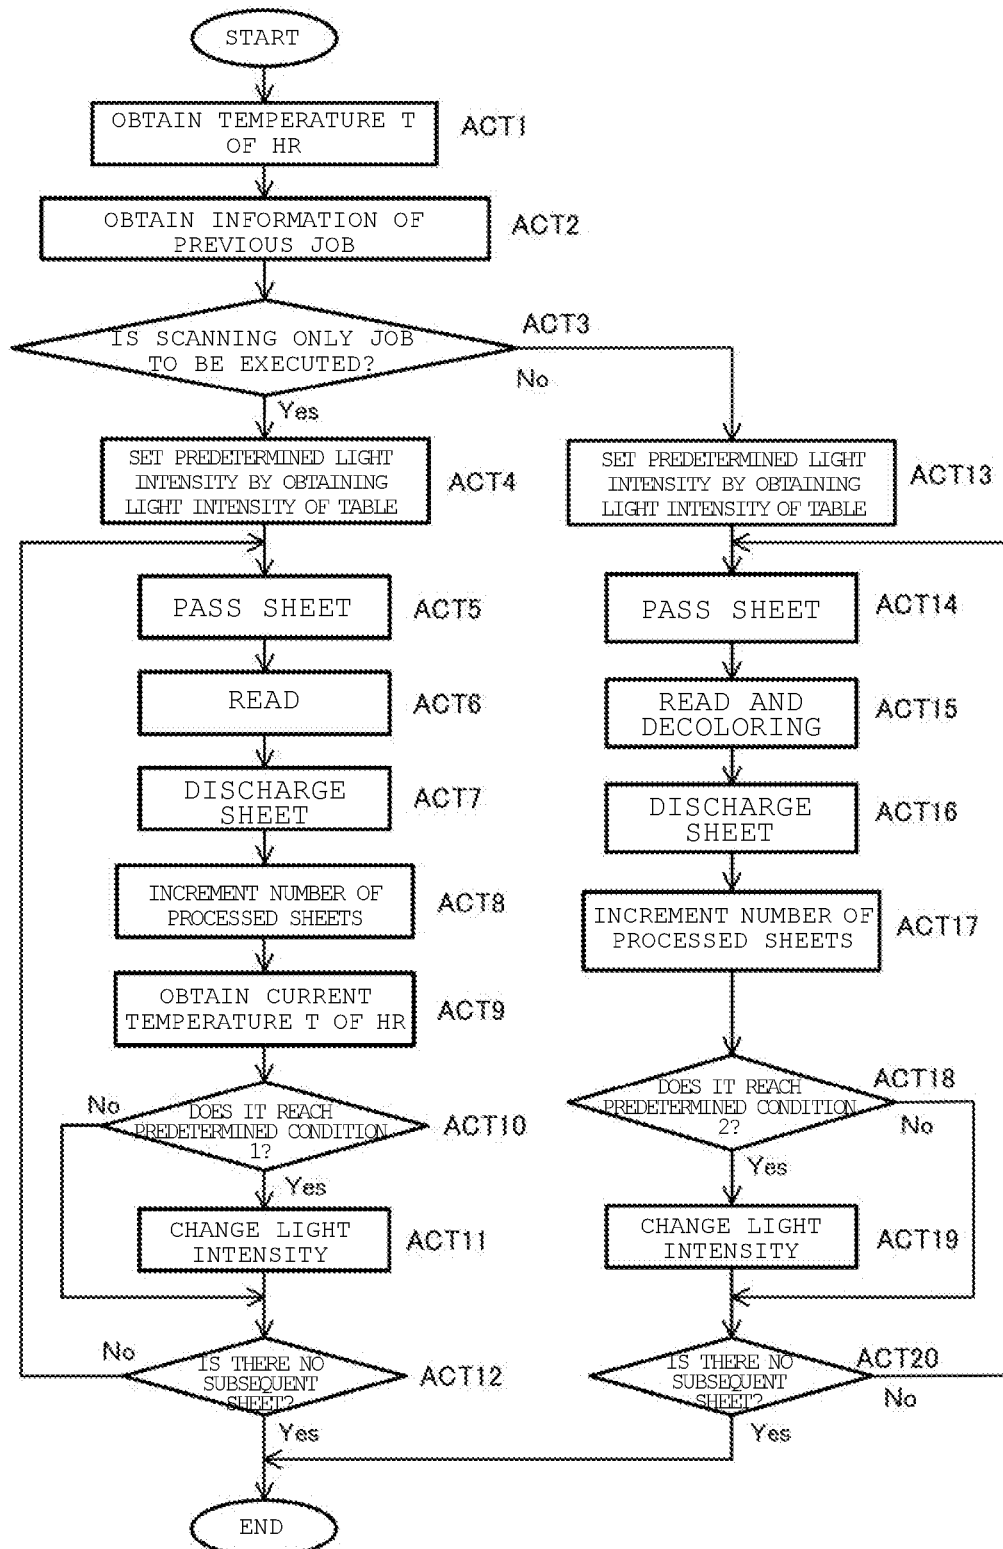 START
OBTAIN TEMPERATURE T
OF HR
ACT1
OBTAIN INFORMATION OF
PREVIOUS JOB
ACT2
IS SCANNING ONLY JOB
TO BE EXECUTED?
ACT3
No
Yes
SET PREDETERMINED LIGHT
INTENSITY BY OBTAINING
LIGHT INTENSITY OF TABLE
ACT4
PASS SHEET
ACT5
READ
ACT6
DISCHARGE
SHEET
ACT7
INCREMENT NUMBER OF
PROCESSED SHEETS
ACT8
OBTAIN CURRENT
TEMPERATURE T OF HR
ACT9
No
DOES IT REACH
PREDETERMINED CONDITION
1?
ACT10
Yes
CHANGE LIGHT
INTENSITY
ACT11
No
IS THERE NO
SUBSEQUENT
SHEET?
ACT12
Yes
END
SET PREDETERMINED LIGHT
INTENSITY BY OBTAINING
LIGHT INTENSITY OF TABLE
ACT13
PASS SHEET
ACT14
READ AND
DECOLORING
ACT15
DISCHARGE
SHEET
ACT16
INCREMENT NUMBER OF
PROCESSED SHEETS
ACT17
DOES IT REACH
PREDETERMINED CONDITION
2?
ACT18
No
Yes
CHANGE LIGHT
INTENSITY
ACT19
IS THERE NO
SUBSEQUENT
SHEET?
ACT20
No
Yes